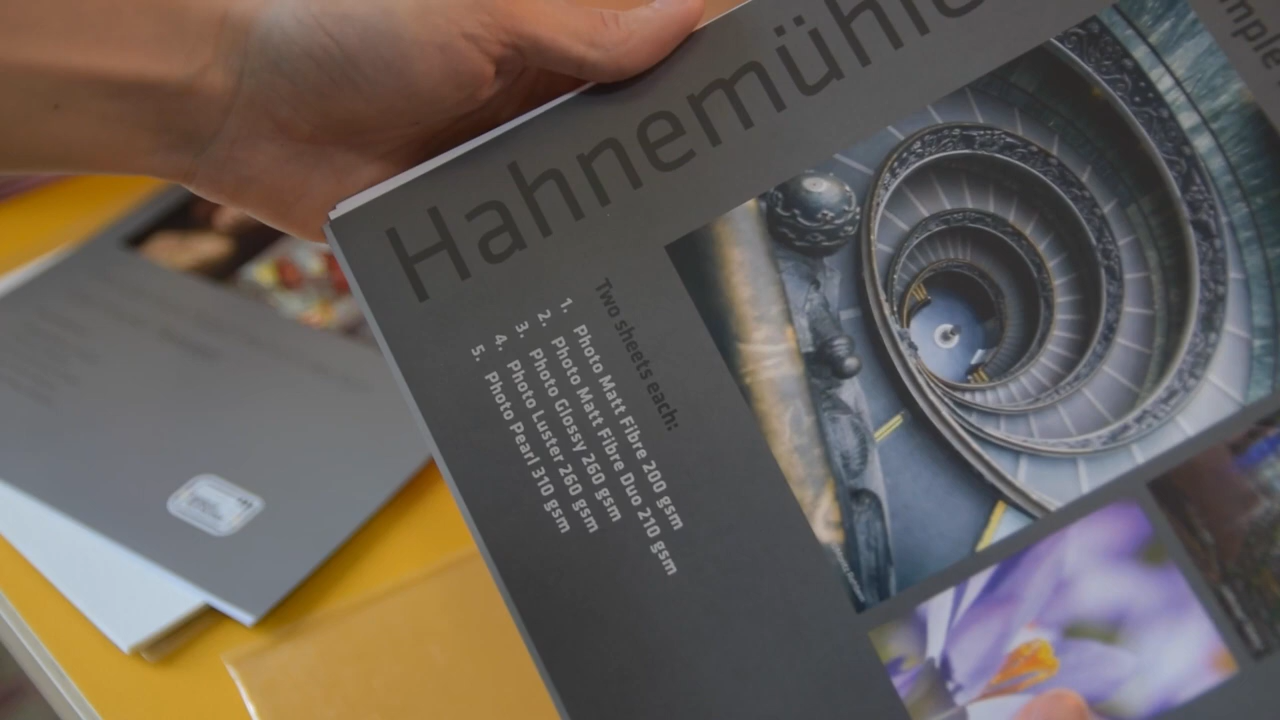 Hahnemühle
Two sheets each:
1. Photo Matt Fibre 200 gsm
2. Photo Matt Fibre Duo 210 gsm
3. Photo Glossy 260 gsm
4. Photo Luster 260 gsm
5. Photo Pearl 310 gsm